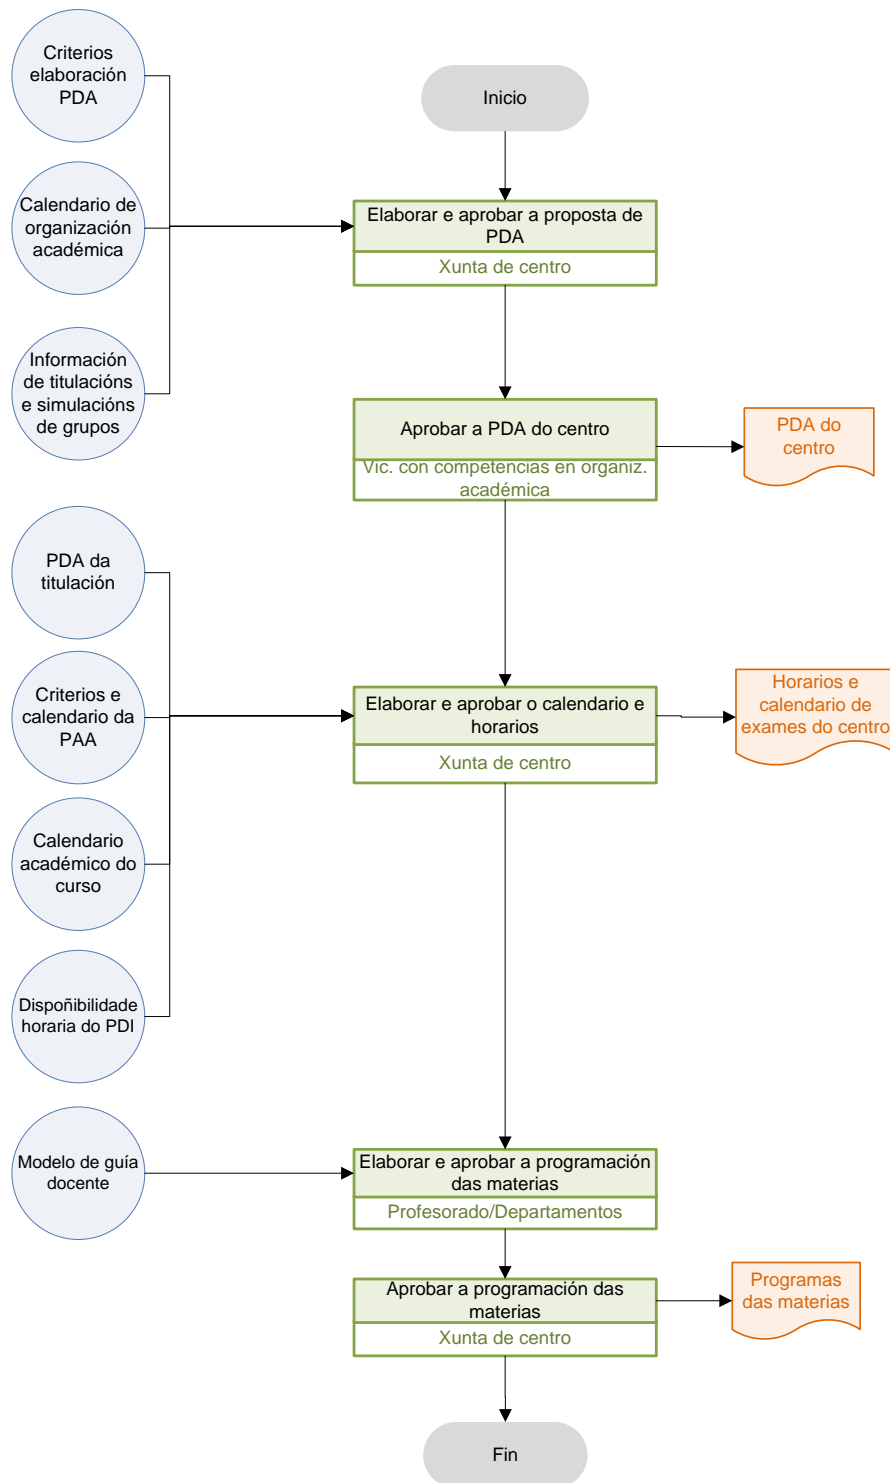 Criterios
elaboración
PDA
Inicio
Calendario de
organización
académica
Elaborar e aprobar a proposta de
PDA
Xunta de centro
Información
de titulacións
e simulacións
de grupos
Aprobar a PDA do centro
Vic. con competencias en organiz.
académica
PDA do
centro
PDA da
titulación
Criterios e
calendario da
PAA
Elaborar e aprobar o calendario e
horarios
Xunta de centro
Horarios e
calendario de
exames do centro
Calendario
académico do
curso
Dispoñibilidade
horaria do PDI
Modelo de guía
docente
Elaborar e aprobar a programación
das materias
Profesorado/Departamentos
Aprobar a programación das
materias
Xunta de centro
Programas
das materias
Fin